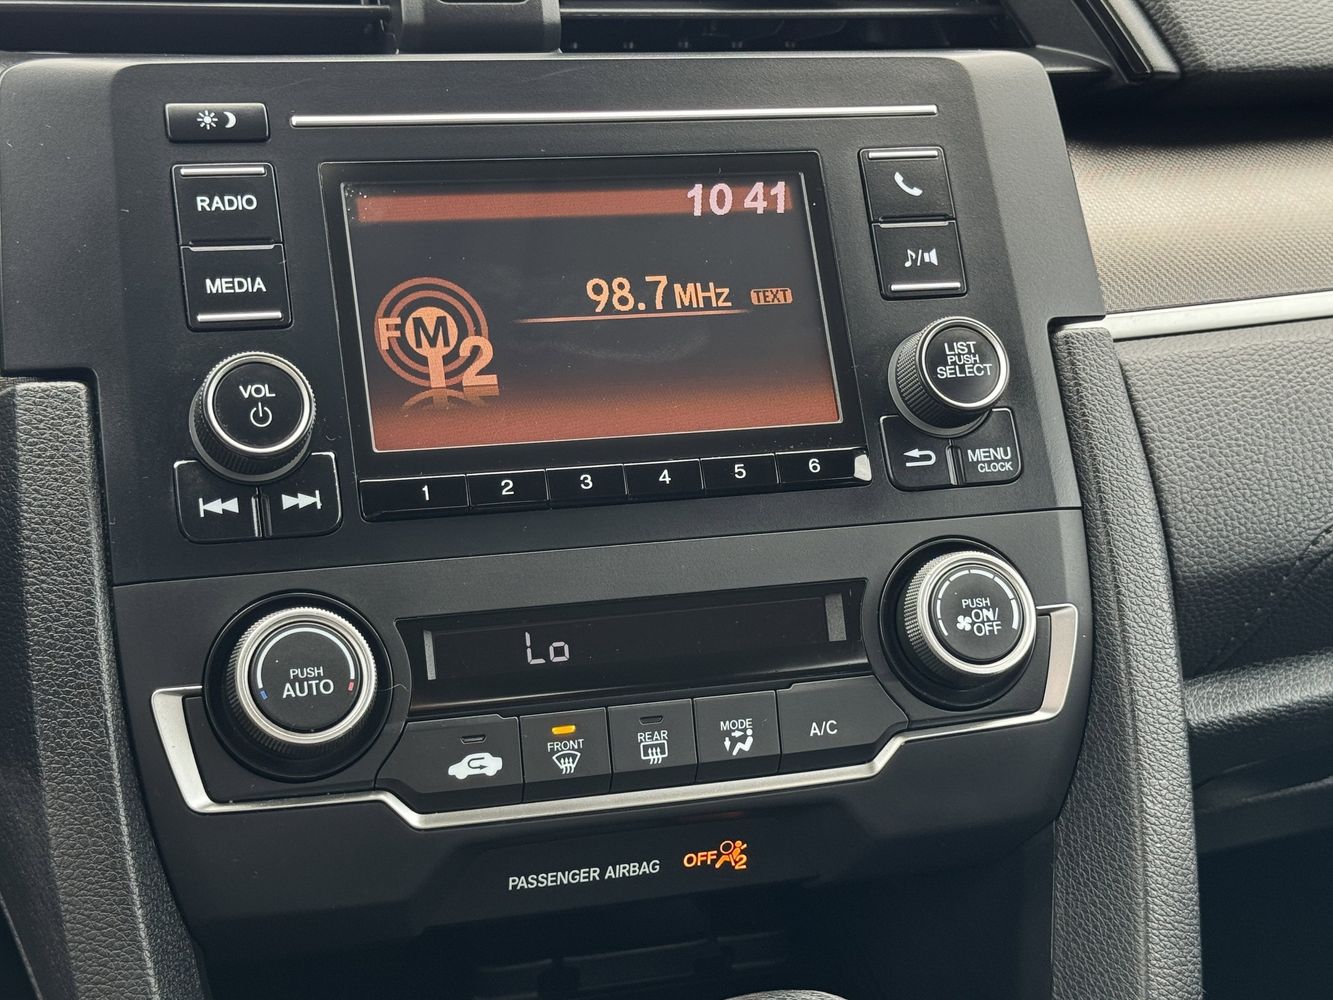 10 41
RADIO
98.7 MHz TEXT
MEDIA
FM 2
VOL
LIST
PUSH
SELECT
MENU
CLOCK
1 2 3 4 5 6
PUSH
AUTO
Lo
PUSH
ON/
OFF
FRONT
REAR
MODE
A/C
PASSENGER AIRBAG OFF 2